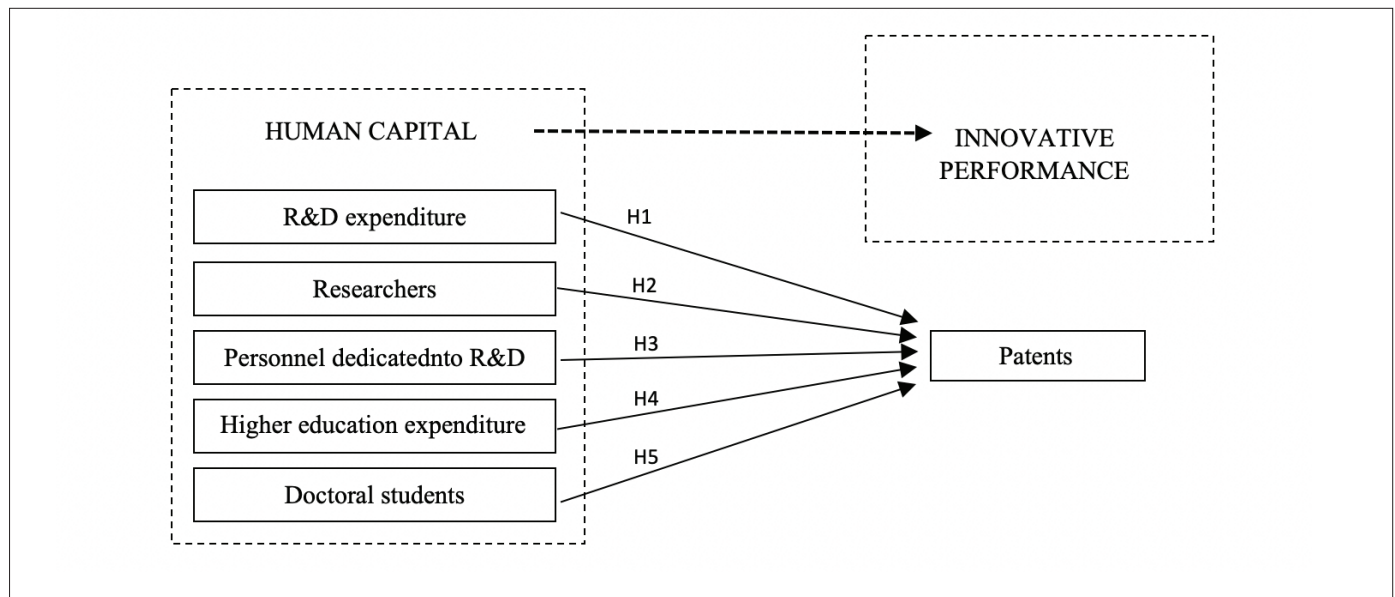 HUMAN CAPITAL
INNOVATIVE
PERFORMANCE
R&D expenditure
H1
Researchers
H2
Personnel dedicatednto R&D
H3
Patents
Higher education expenditure
H4
Doctoral students
H5